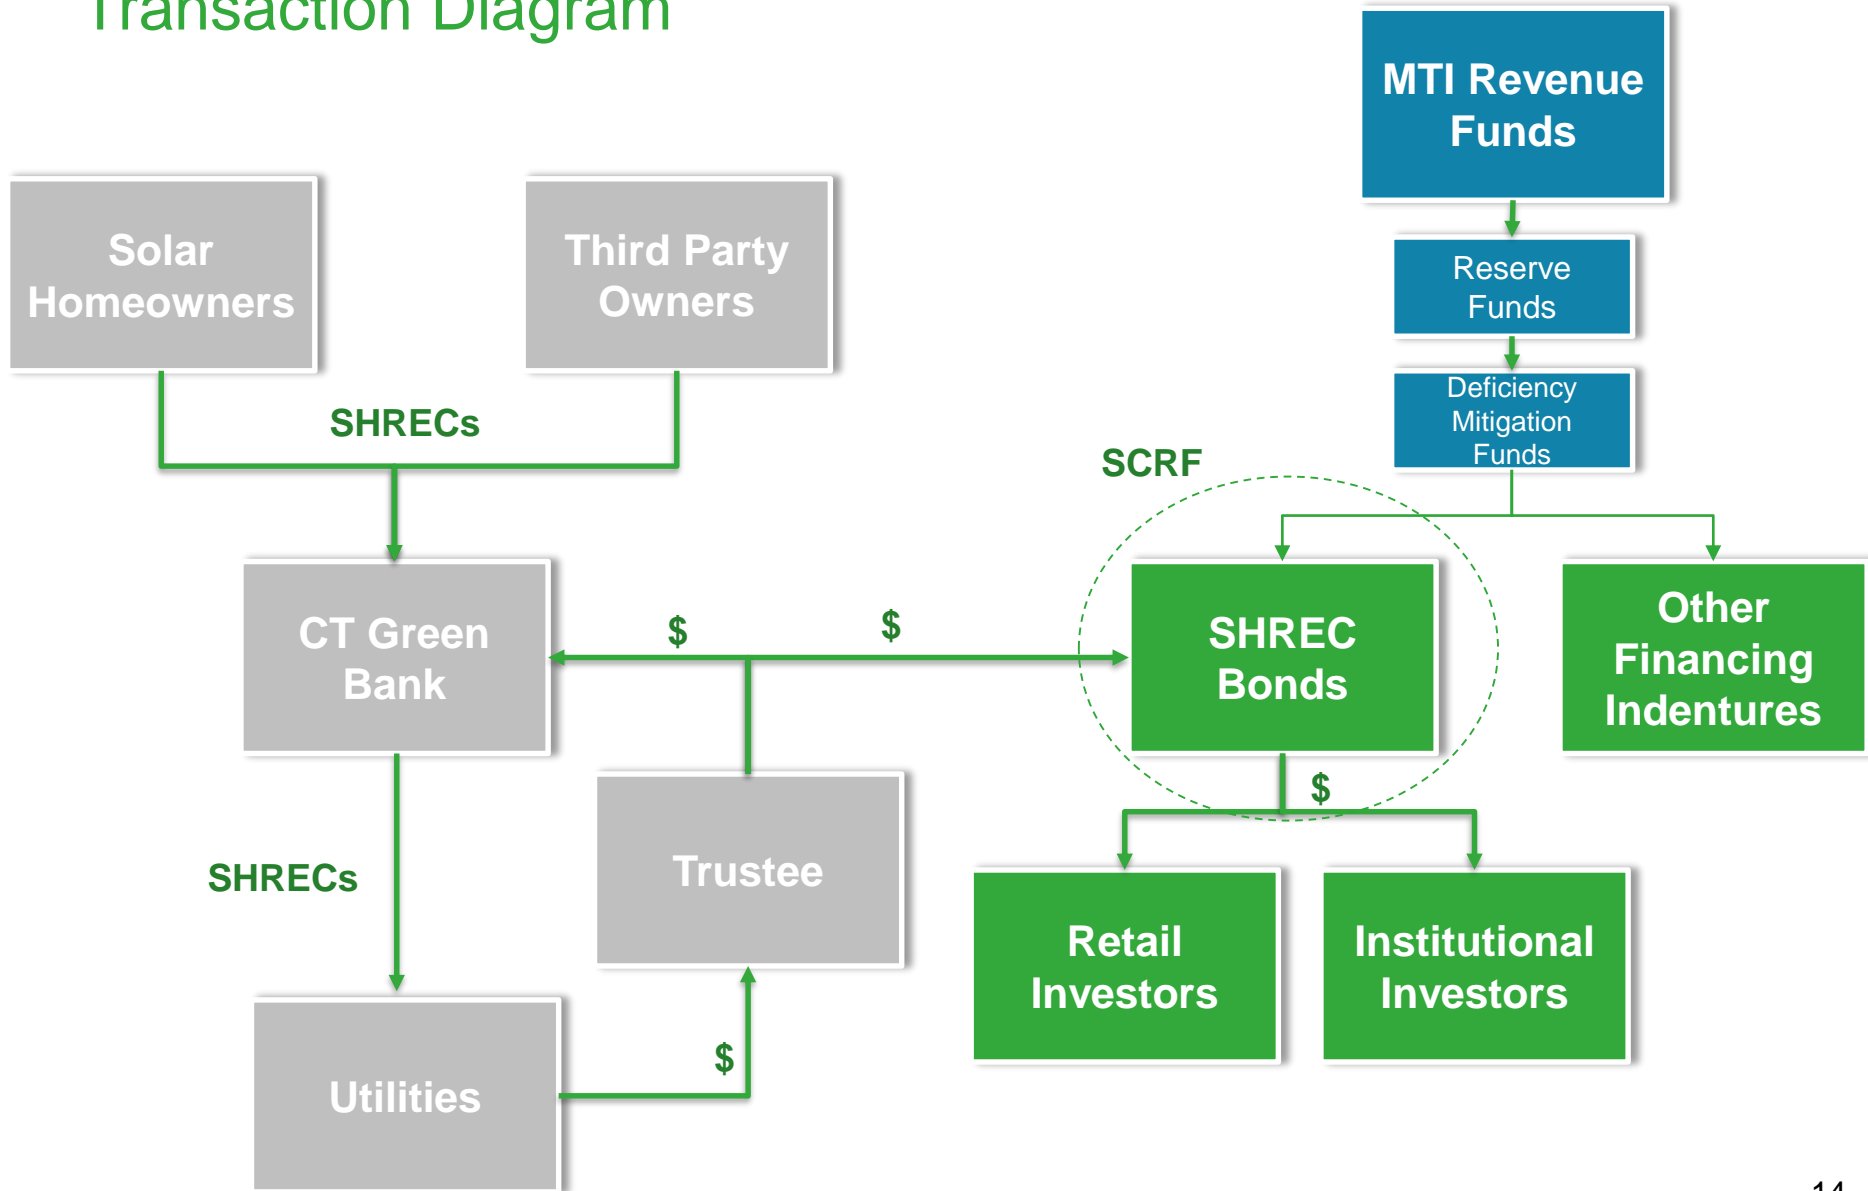 Transaction Diagram
MTI Revenue
Funds
Solar
Homeowners
Third Party
Owners
Reserve
Funds
Deficiency
Mitigation
Funds
SHRECs
SCRF
CT Green
Bank
$
$
SHREC
Bonds
Other
Financing
Indentures
$
SHRECs
Trustee
Retail
Investors
Institutional
Investors
$
Utilities
14